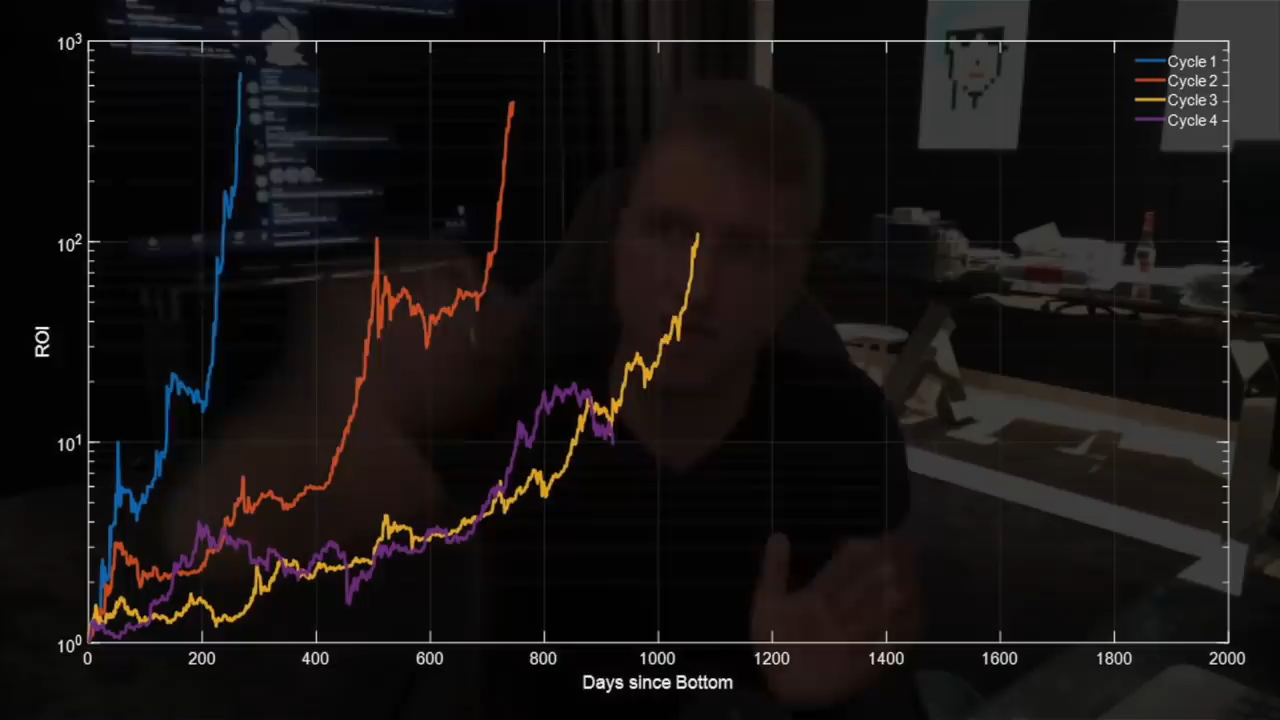 10³
Cycle 1
Cycle 2
Cycle 3
Cycle 4
10²
ROI
10¹
10⁰
0 200 400 600 800 1000 1200 1400 1600 1800 2000
Days since Bottom